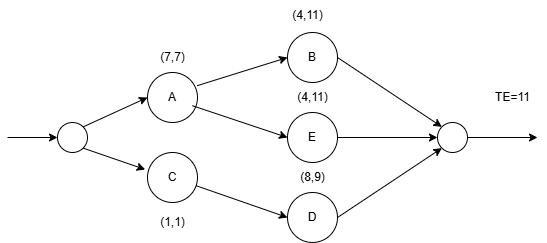 (4,11)
B
(7,7)
A
(4,11)
E
TE=11
C
(1,1)
(8,9)
D